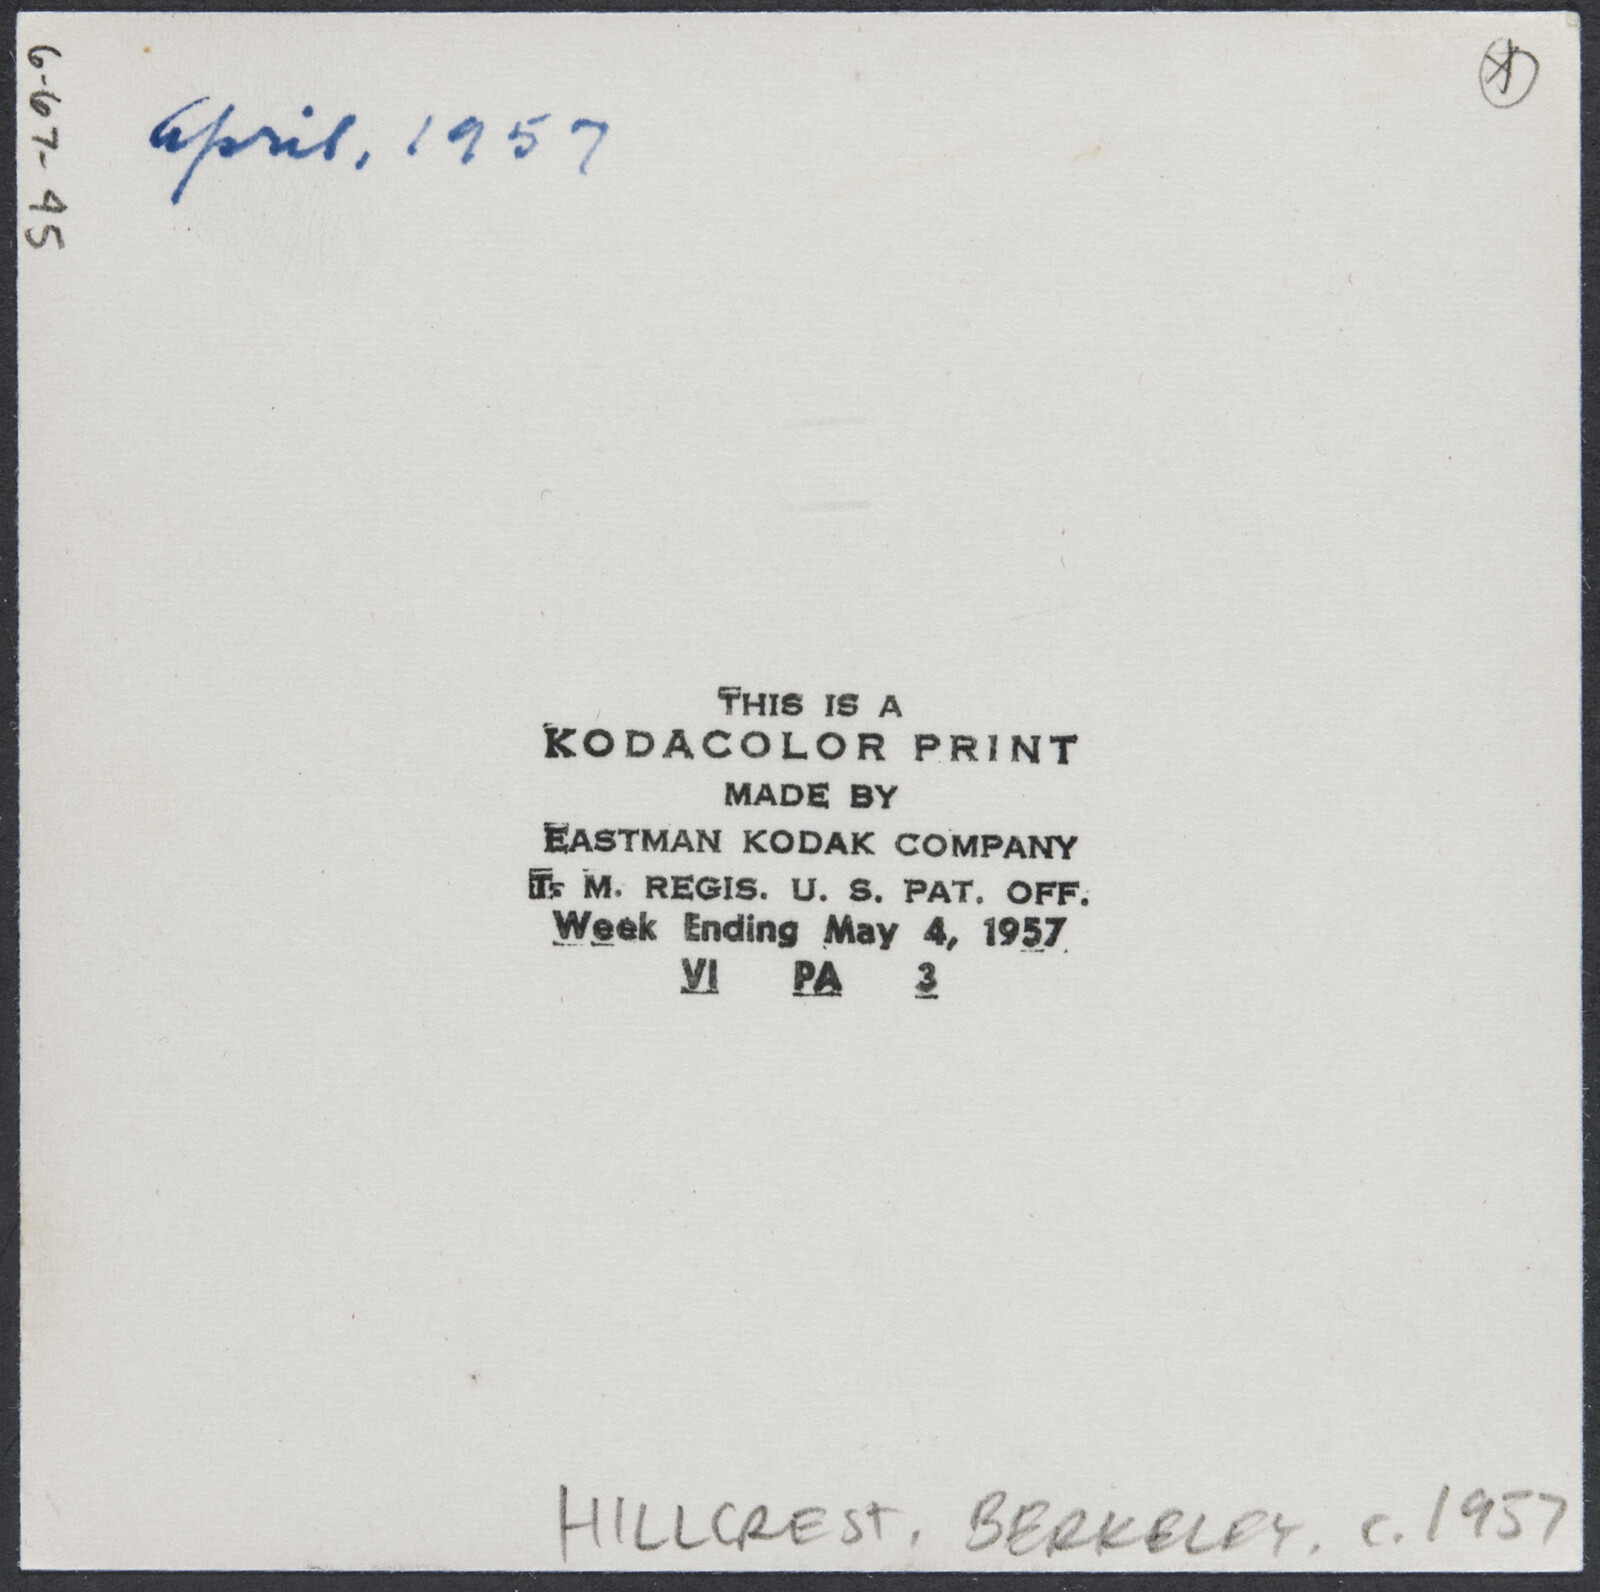 6-67-95
April, 1957
THIS IS A
KODACOLOR PRINT
MADE BY
EASTMAN KODAK COMPANY
T. M. REGIS. U. S. PAT. OFF.
Week Ending May 4, 1957
VI PA 3
HILLCREST. BERKELEY. c. 1957